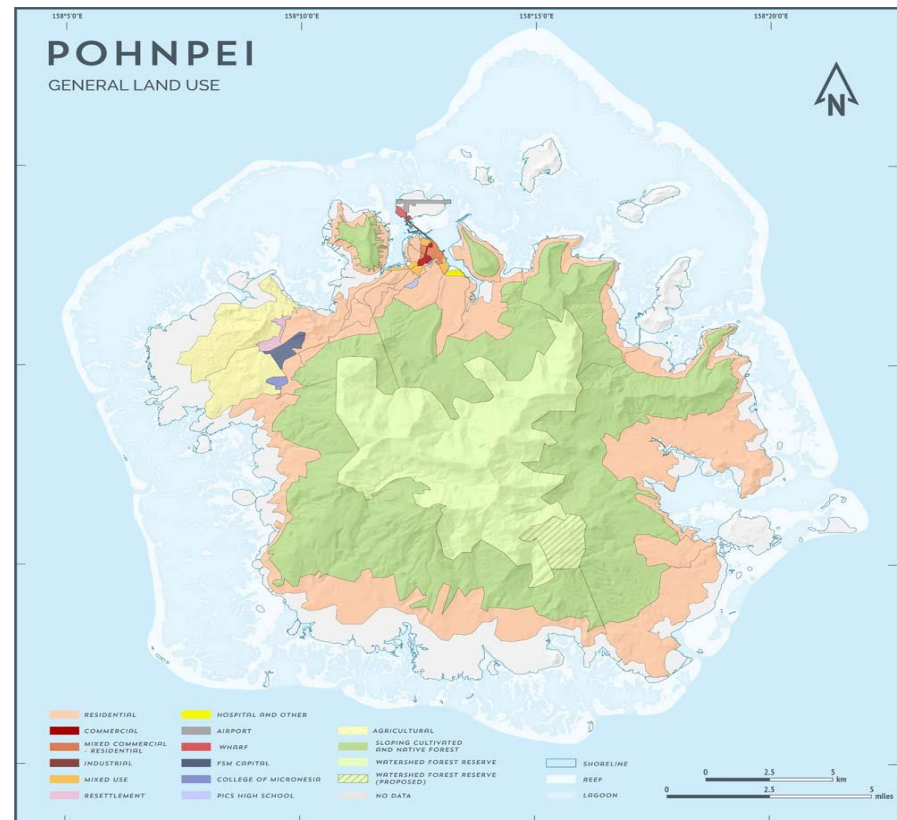 158°5'0"E 158°10'0"E 158°15'0"E 158°20'0"E
POHNPEI
GENERAL LAND USE
N
RESIDENTIAL
COMMERCIAL
MIXED COMMERCIAL
- RESIDENTIAL
INDUSTRIAL
MIXED USE
RESETTLEMENT
HOSPITAL AND OTHER
AIRPORT
WHARF
FSM CAPITAL
COLLEGE OF MICRONESIA
PICS HIGH SCHOOL
AGRICULTURAL
SLOPING CULTIVATED
AND NATIVE FOREST
WATERSHED FOREST RESERVE
WATERSHED FOREST RESERVE
(PROPOSED)
NO DATA
SHORELINE
REEF
LAGOON
0 2.5 5
km
0 2.5 5
miles